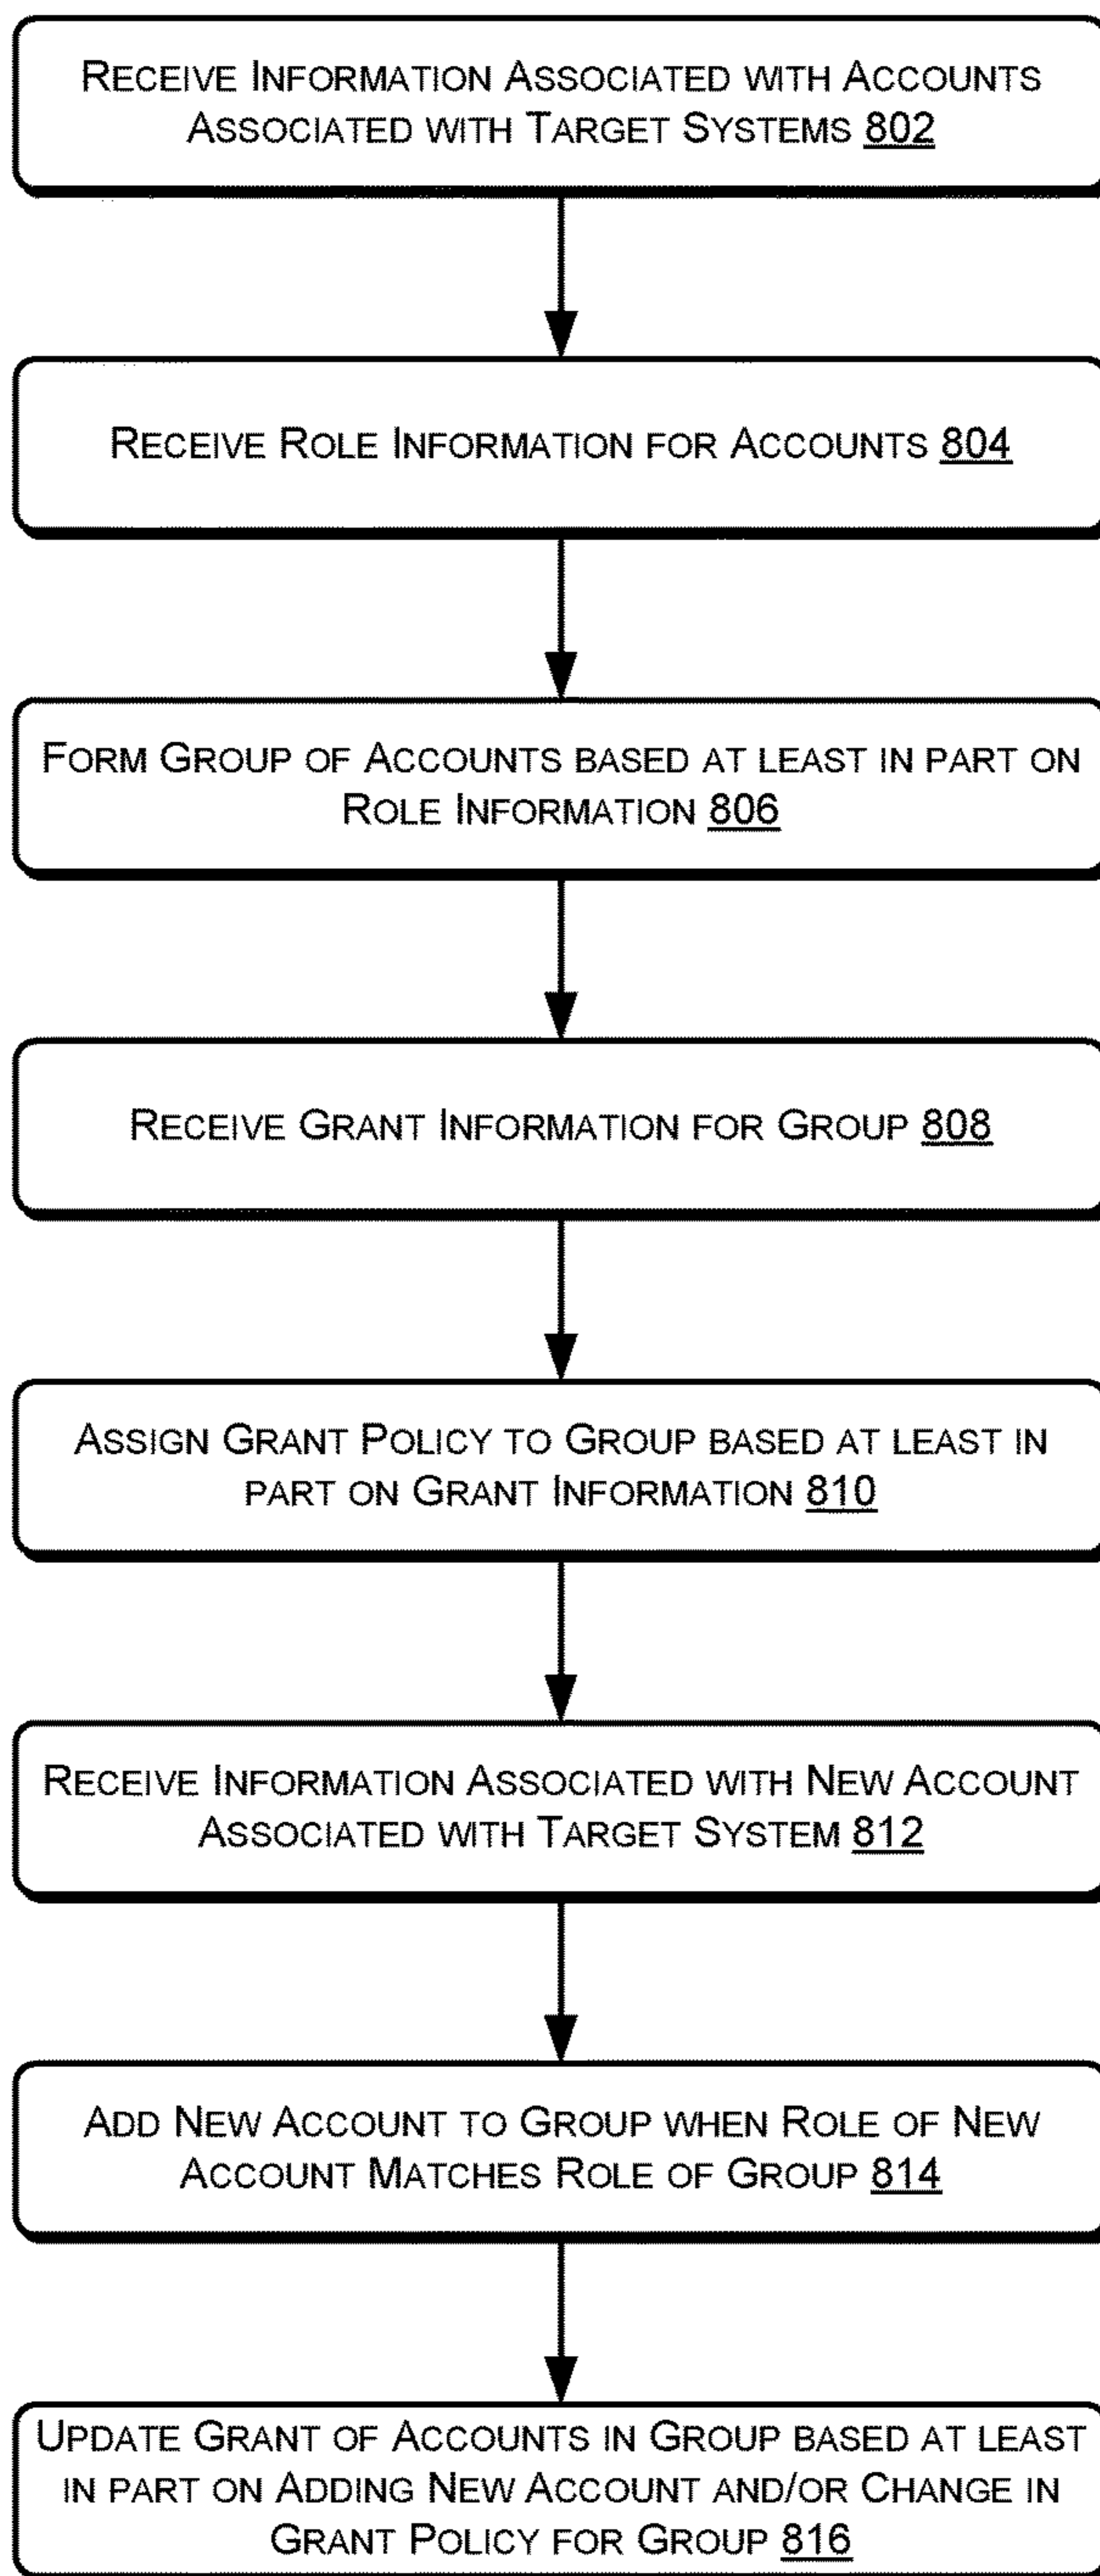 RECEIVE INFORMATION ASSOCIATED WITH ACCOUNTS
ASSOCIATED WITH TARGET SYSTEMS 802
RECEIVE ROLE INFORMATION FOR ACCOUNTS 804
FORM GROUP OF ACCOUNTS BASED AT LEAST IN PART ON
ROLE INFORMATION 806
RECEIVE GRANT INFORMATION FOR GROUP 808
ASSIGN GRANT POLICY TO GROUP BASED AT LEAST IN
PART ON GRANT INFORMATION 810
RECEIVE INFORMATION ASSOCIATED WITH NEW ACCOUNT
ASSOCIATED WITH TARGET SYSTEM 812
ADD NEW ACCOUNT TO GROUP WHEN ROLE OF NEW
ACCOUNT MATCHES ROLE OF GROUP 814
UPDATE GRANT OF ACCOUNTS IN GROUP BASED AT LEAST
IN PART ON ADDING NEW ACCOUNT AND/OR CHANGE IN
GRANT POLICY FOR GROUP 816